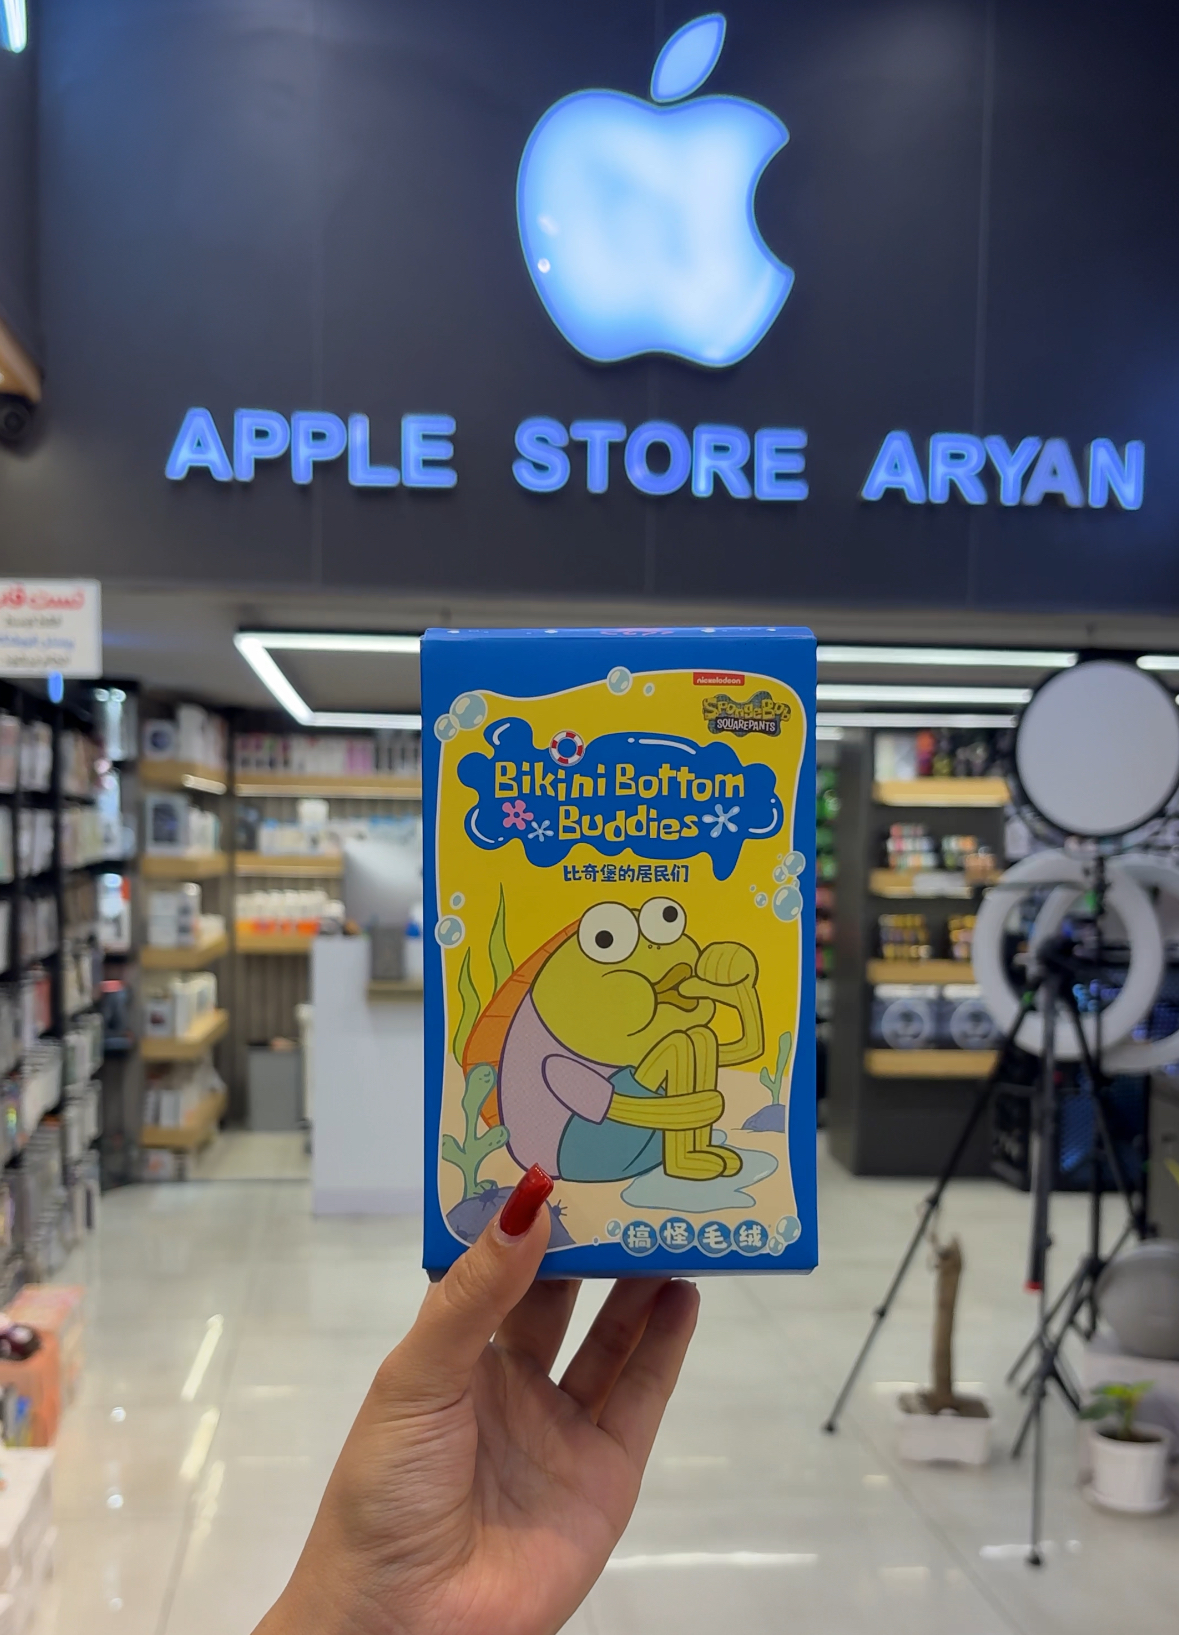 APPLE STORE ARYAN
nickelodeon
SpongeBob
SQUAREPANTS
Bikini Bottom
Buddies
比奇堡的居民们
搞怪毛绒